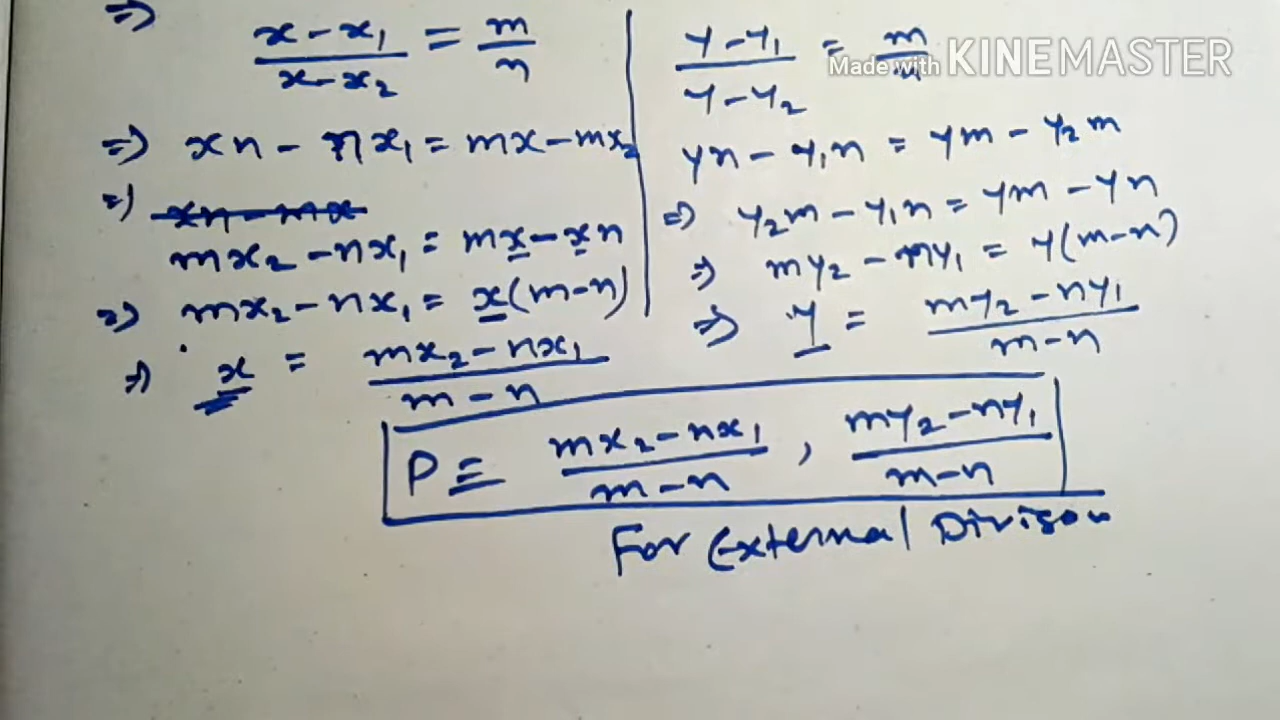 ⇒ (x - x₁)/(x - x₂) = m/n
⇒ xn - nx₁ = mx - mx₂
⇒ xn - mx
mx₂ - nx₁ = mx - xn
⇒ mx₂ - nx₁ = x(m-n)
⇒ x = (mx₂ - nx₁)/(m - n)
(y - y₁)/(y - y₂) = m/n
yn - y₁n = ym - y₂m
⇒ y₂m - y₁n = ym - yn
⇒ my₂ - ny₁ = y(m-n)
⇒ y = (my₂ - ny₁)/(m-n)
P ≡ (mx₂ - nx₁)/(m - n) , (my₂ - ny₁)/(m - n)
For External Divison
Made with KINEMASTER